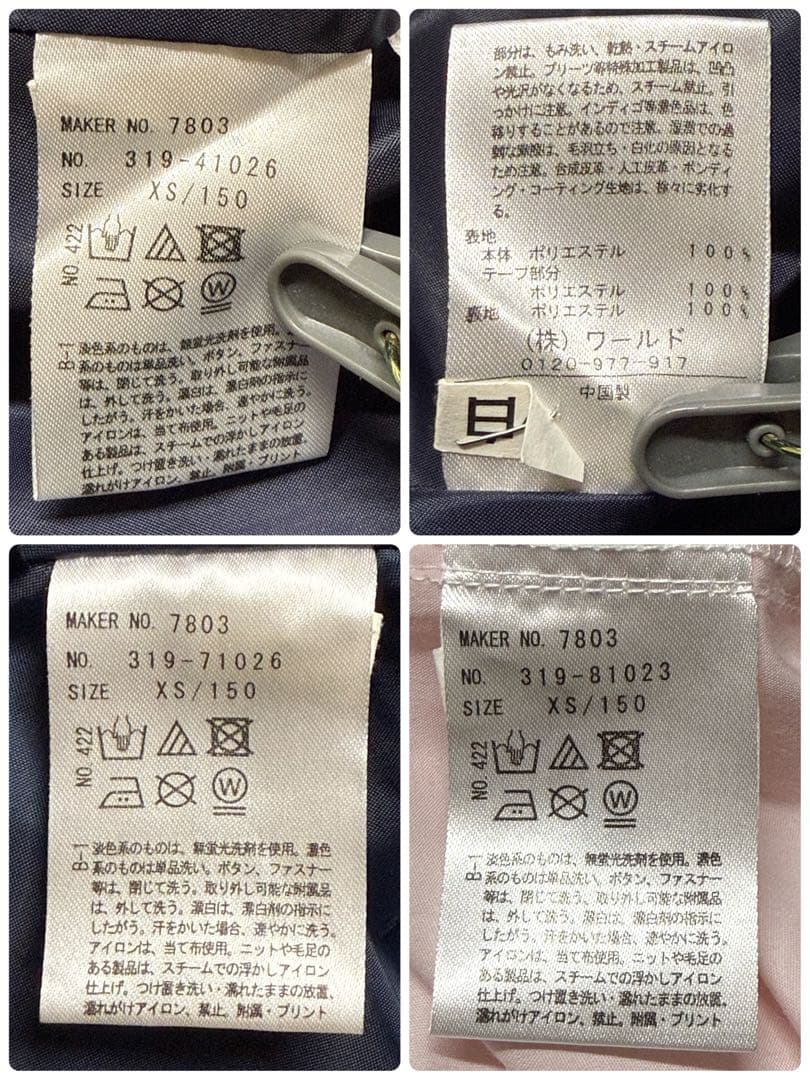 MAKER NO. 7803
NO. 319-41026
SIZE XS/150
NO 422
W
B-1
淡色系のものは、無蛍光洗剤を使用。
系のものは単品洗い。ボタン、ファスナー
等は、閉じて洗う。取り外し可能な附属品
は、外して洗う。漂白は、漂白剤の指示に
したがう。汗をかいた場合、速やかに洗う。
アイロンは、当て布使用。ニットや毛足の
ある製品は、スチームでの浮かしアイロン
仕上げ。つけ置き洗い・濡れたままの放置、
濡れがけアイロン、禁止。附属・プリント
部分は、もみ洗い、乾熱・スチームアイロ
ン禁止。プリーツ等特殊加工製品は、凹凸
や光沢がなくなるため、スチーム禁止。引
っかけに注意。インディゴ等濃色品は、色
移りすることがあるので注意。湿潤での過
剰な摩擦は、毛羽立ち・白化の原因となる
ため注意。合成皮革・人工皮革・ボンディ
ング・コーティング生地は、徐々に劣化す
る。
表地
本体 ポリエステル 100%
テープ部分
ポリエステル 100%
裏地 ポリエステル 100%
(株) ワールド
0120-977-917
中国製
MAKER NO. 7803
NO. 319-71026
SIZE XS/150
NO 422
W
B-1
淡色系のものは、無蛍光洗剤を使用。濃色
系のものは単品洗い。ボタン、ファスナー
等は、閉じて洗う。取り外し可能な附属品
は、外して洗う。漂白は、漂白剤の指示に
したがう。汗をかいた場合、速やかに洗う。
アイロンは、当て布使用。ニットや毛足の
ある製品は、スチームでの浮かしアイロン
仕上げ。つけ置き洗い・濡れたままの放置、
濡れがけアイロン、禁止。附属・プリント
MAKER NO. 7803
NO. 319-81023
SIZE XS/150
NO 422
W
B-1
淡色系のものは、無蛍光洗剤を使用。濃色
系のものは単品洗い。ボタン、ファスナー
等は、閉じて洗う。取り外し可能な附属品
は、外して洗う。漂白は、漂白剤の指示に
したがう。汗をかいた場合、速やかに洗う。
アイロンは、当て布使用。ニットや毛足の
ある製品は、スチームでの浮かしアイロン
仕上げ。つけ置き洗い・濡れたままの放置、
濡れがけアイロン、禁止。附属・プリント